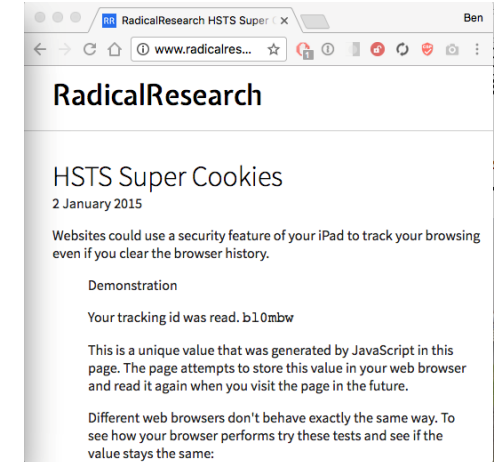 RadicalResearch HSTS Super C
Ben
www.radicalres...
1
RadicalResearch
HSTS Super Cookies
2 January 2015
Websites could use a security feature of your iPad to track your browsing
even if you clear the browser history.
Demonstration
Your tracking id was read. bl0mbw
This is a unique value that was generated by JavaScript in this
page. The page attempts to store this value in your web browser
and read it again when you visit the page in the future.
Different web browsers don't behave exactly the same way. To
see how your browser performs try these tests and see if the
value stays the same: